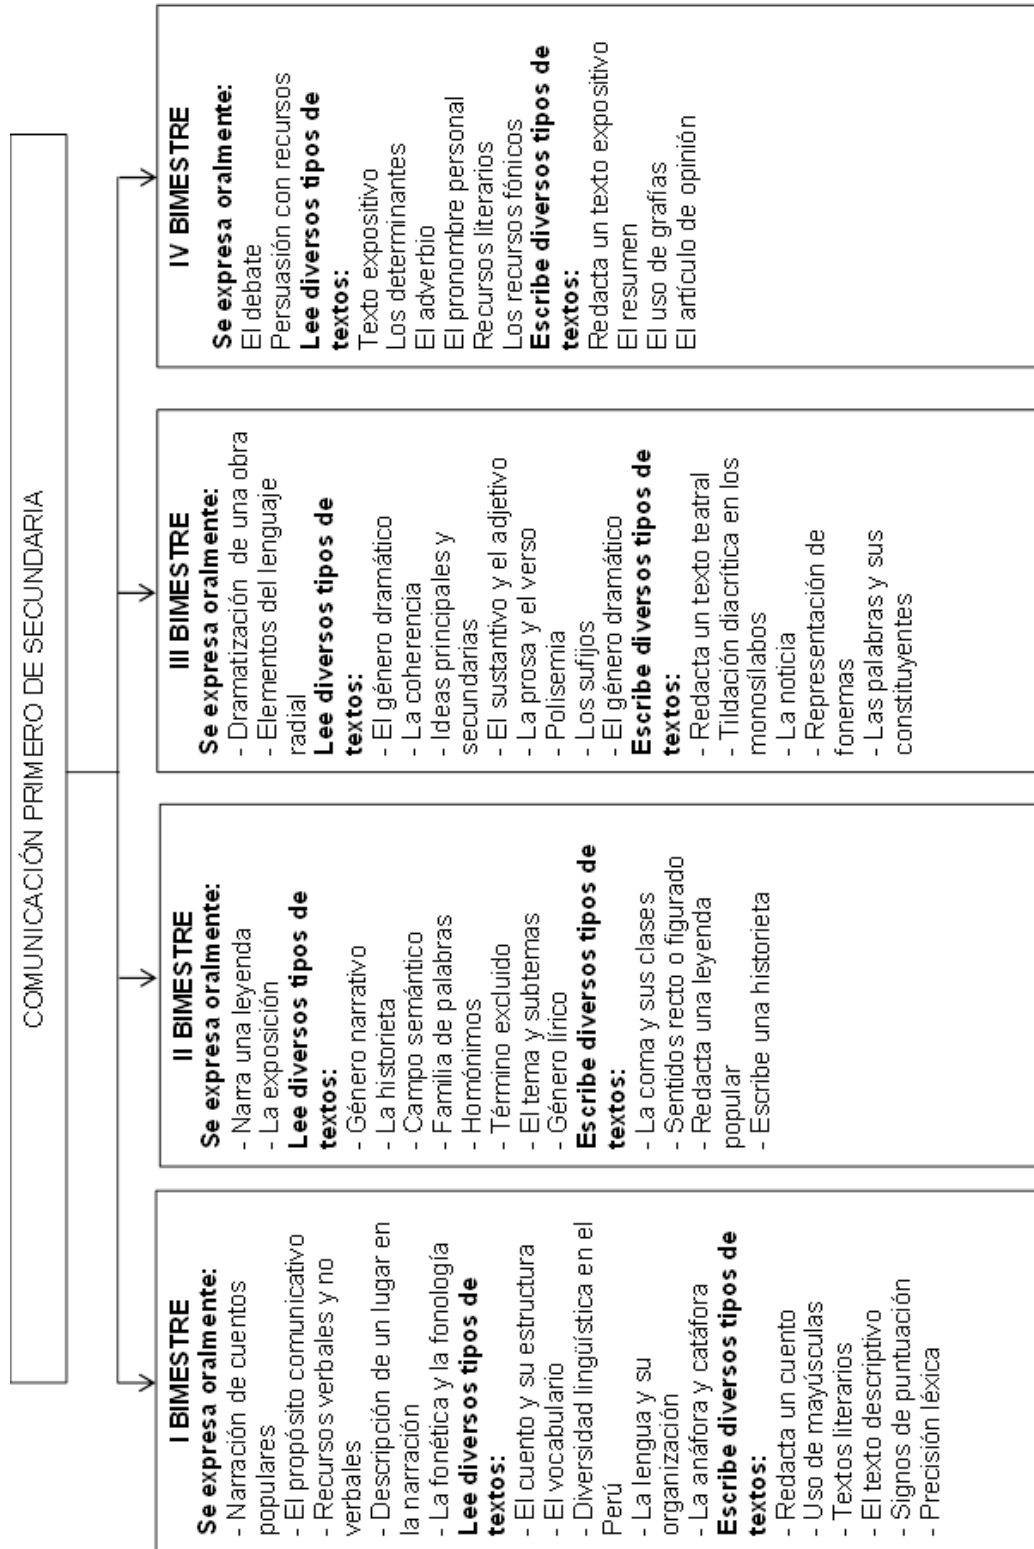 COMUNICACIÓN PRIMERO DE SECUNDARIA
I BIMESTRE
Se expresa oralmente:
- Narración de cuentos
populares
- El propósito comunicativo
- Recursos verbales y no
verbales
- Descripción de un lugar en
la narración
- La fonética y la fonología
Lee diversos tipos de
textos:
- El cuento y su estructura
- El vocabulario
- Diversidad lingüística en el
Perú
- La lengua y su
organización
- La anáfora y catáfora
Escribe diversos tipos de
textos:
- Redacta un cuento
- Uso de mayúsculas
- Textos literarios
- El texto descriptivo
- Signos de puntuación
- Precisión léxica
II BIMESTRE
Se expresa oralmente:
- Narra una leyenda
- La exposición
Lee diversos tipos de
textos:
- Género narrativo
- La historieta
- Campo semántico
- Familia de palabras
- Homónimos
- Término excluido
- El tema y subtemas
- Género lírico
Escribe diversos tipos de
textos:
- La coma y sus clases
- Sentidos recto o figurado
- Redacta una leyenda
popular
- Escribe una historieta
III BIMESTRE
Se expresa oralmente:
- Dramatización de una obra
- Elementos del lenguaje
radial
Lee diversos tipos de
textos:
- El género dramático
- La coherencia
- Ideas principales y
secundarias
- El sustantivo y el adjetivo
- La prosa y el verso
- Polisemia
- Los sufijos
- El género dramático
Escribe diversos tipos de
textos:
- Redacta un texto teatral
- Tildación diacrítica en los
monosílabos
- La noticia
- Representación de
fonemas
- Las palabras y sus
constituyentes
IV BIMESTRE
Se expresa oralmente:
El debate
Persuasión con recursos
Lee diversos tipos de
textos:
Texto expositivo
Los determinantes
El adverbio
El pronombre personal
Recursos literarios
Los recursos fónicos
Escribe diversos tipos de
textos:
Redacta un texto expositivo
El resumen
El uso de grafías
El artículo de opinión